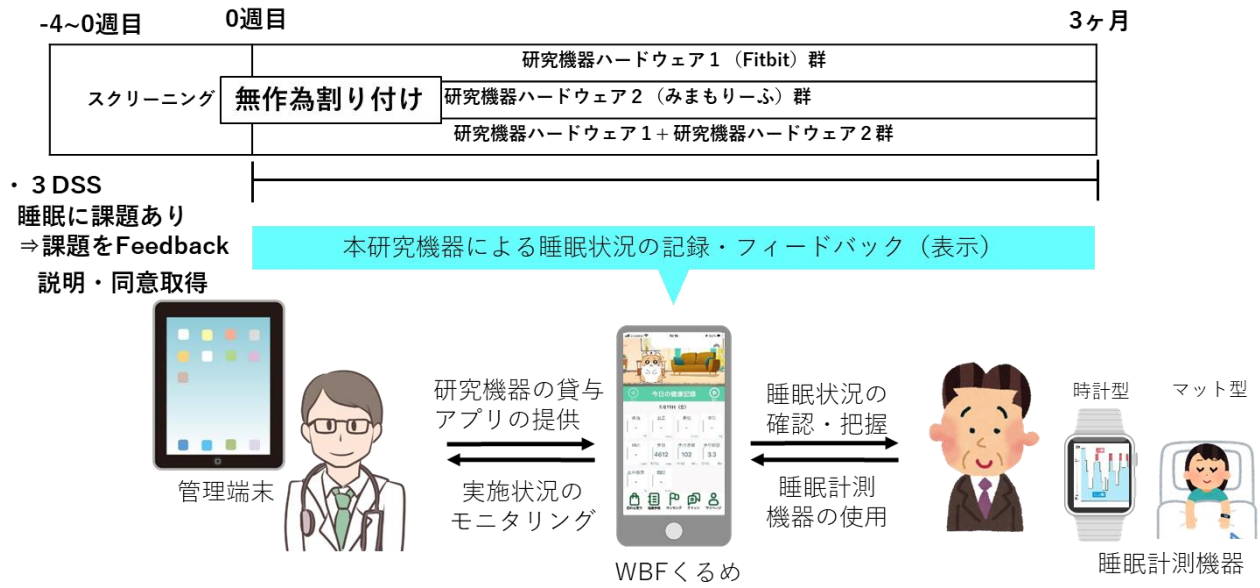 -4~0週目
0週目
3ヶ月
スクリーニング
無作為割り付け
研究機器ハードウェア１（Fitbit）群
研究機器ハードウェア２（みまもりーふ）群
研究機器ハードウェア１＋研究機器ハードウェア２群
・３DSS
睡眠に課題あり
⇒課題をFeedback
説明・同意取得
本研究機器による睡眠状況の記録・フィードバック（表示）
管理端末
研究機器の貸与
アプリの提供
実施状況の
モニタリング
今日の健康記録
4612
102
3.3
WBFくるめ
睡眠状況の
確認・把握
睡眠計測
機器の使用
時計型
マット型
睡眠計測機器